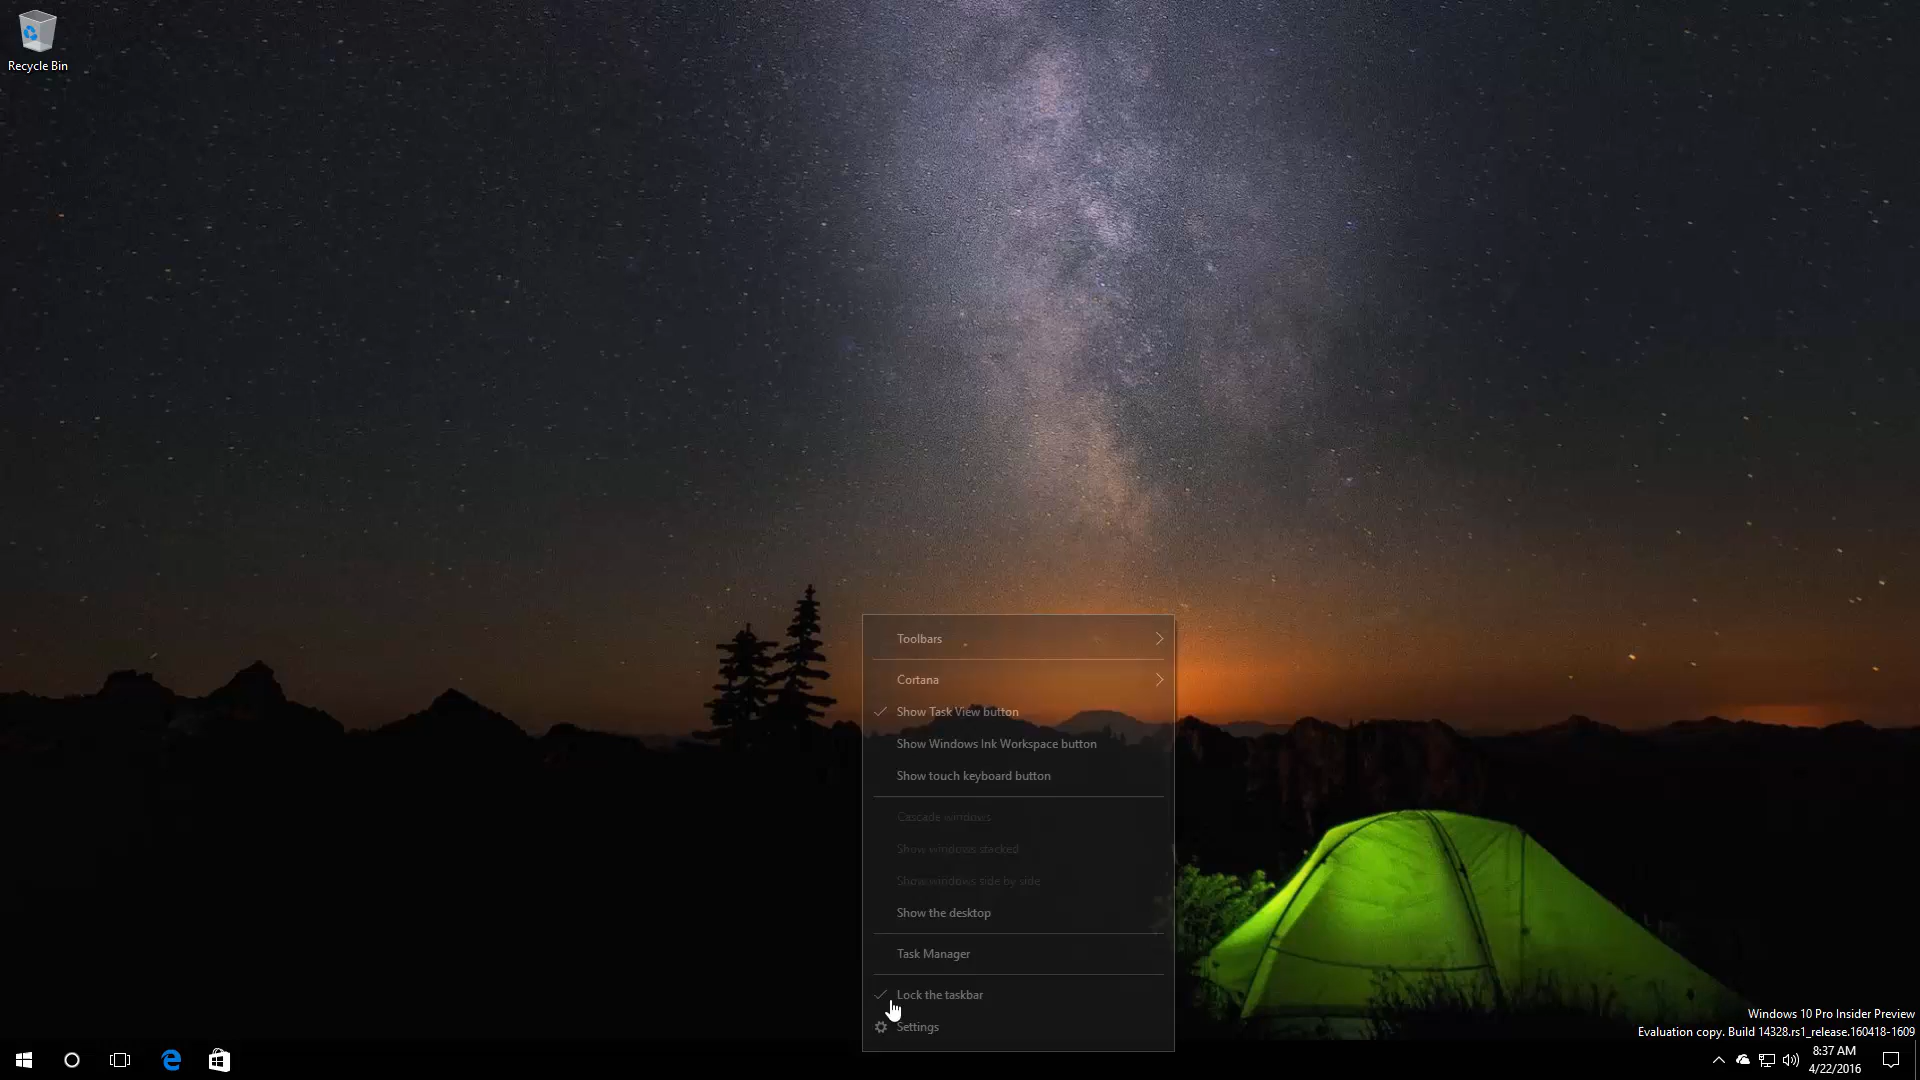 Recycle Bin
Toolbars
Cortana
Show Task View button
Show Windows Ink Workspace button
Show touch keyboard button
Cascade windows
Show windows stacked
Show windows side by side
Show the desktop
Task Manager
Lock the taskbar
Settings
Windows 10 Pro Insider Preview
Evaluation copy. Build 14328.rs1_release.160418-1609
8:37 AM
4/22/2016